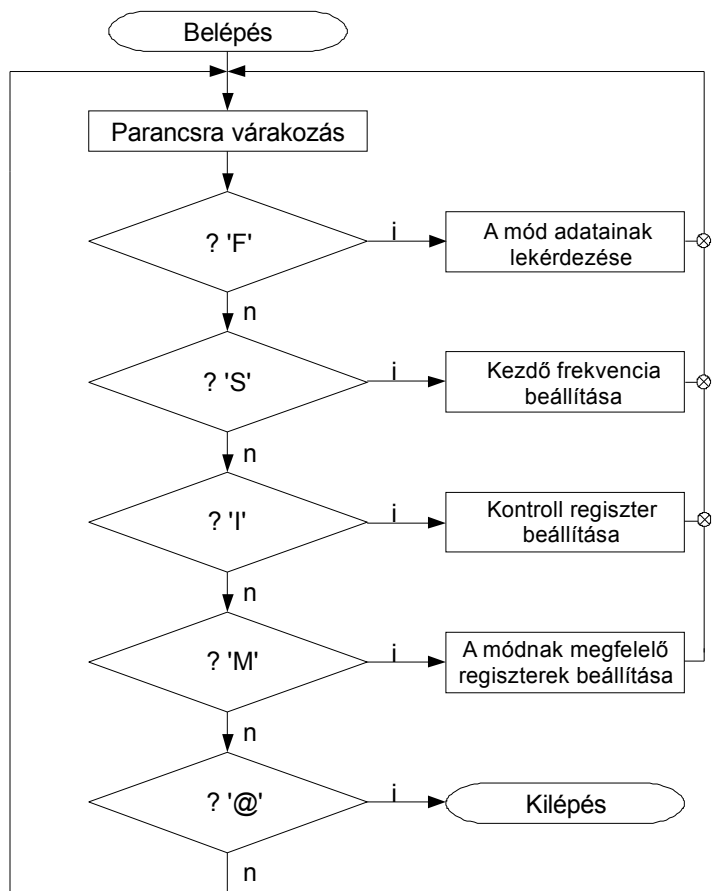 Belépés
Parancsra várakozás
? 'F'
i
A mód adatainak
lekérdezése
n
? 'S'
i
Kezdő frekvencia
beállítása
n
? 'I'
i
Kontroll regiszter
beállítása
n
? 'M'
i
A módnak megfelelő
regiszterek beállítása
n
? '@'
i
Kilépés
n